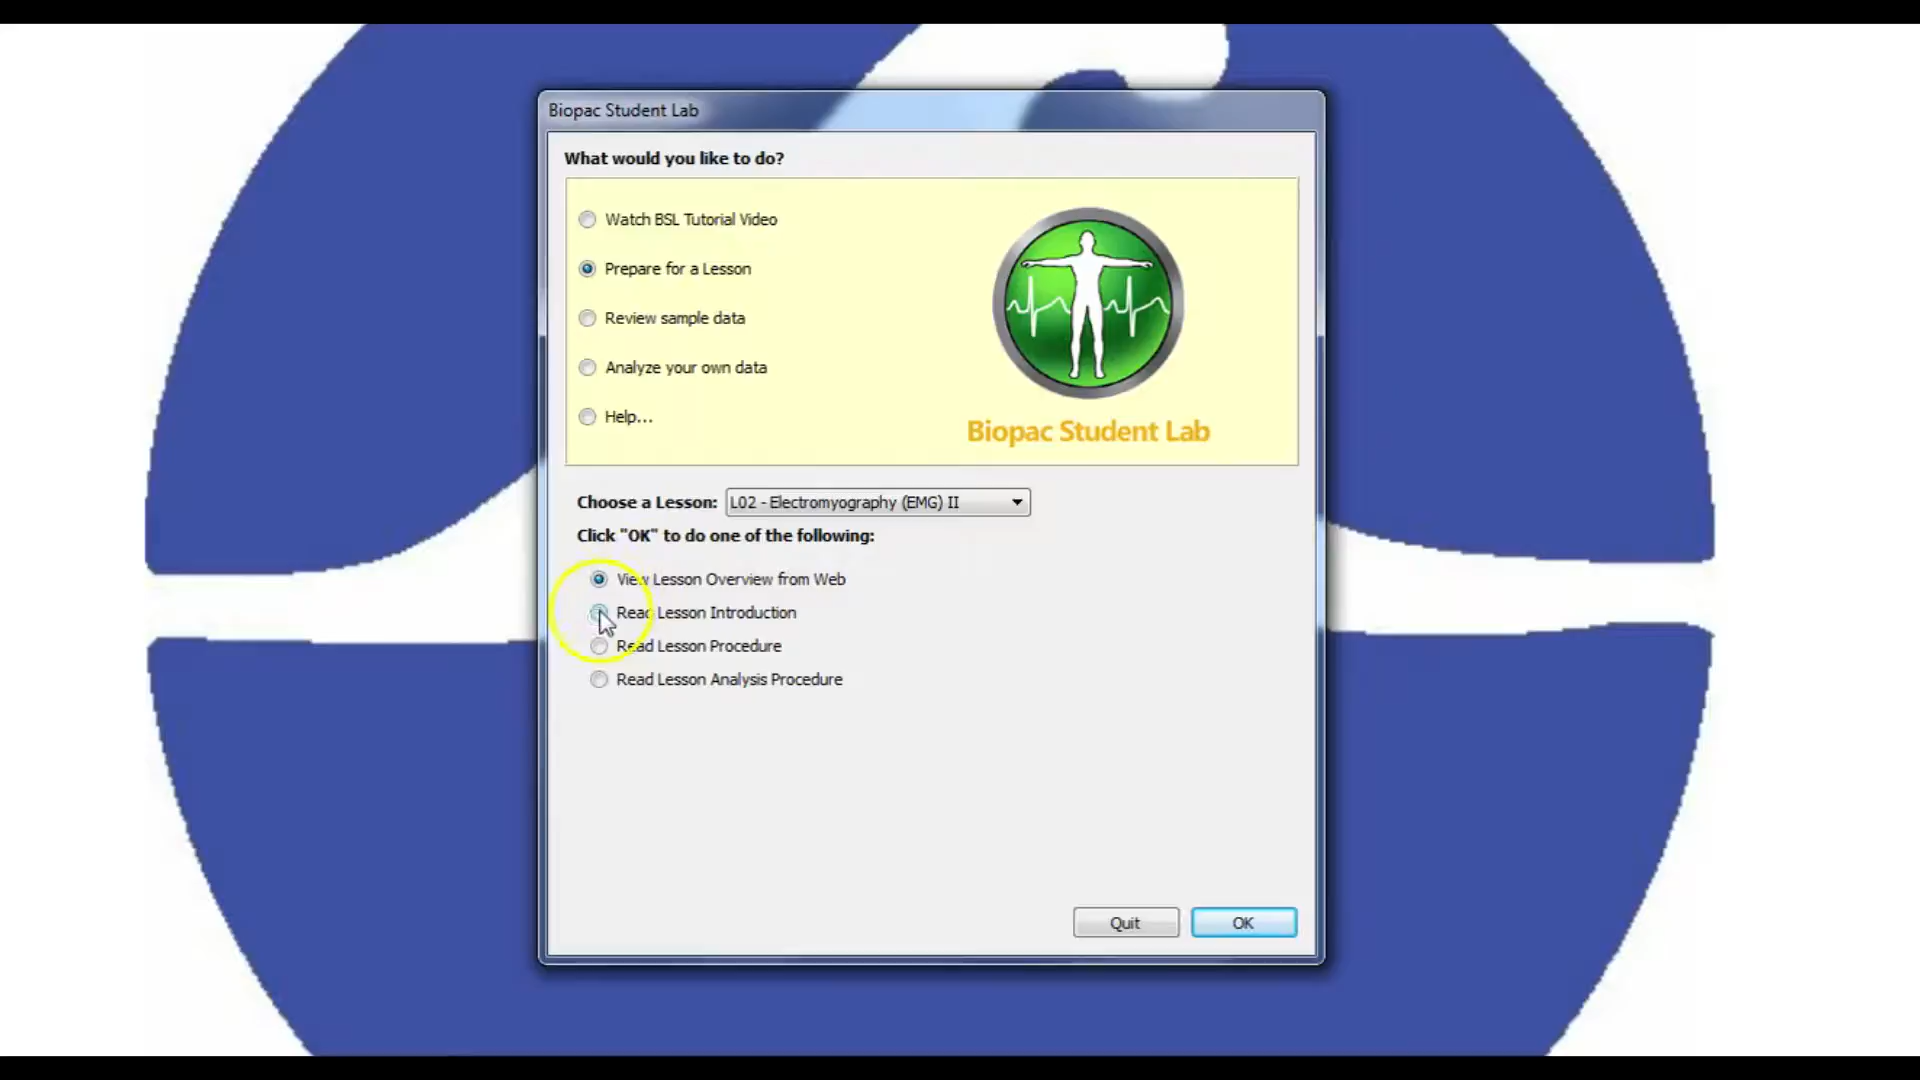 Biopac Student Lab
What would you like to do?
Watch BSL Tutorial Video
Prepare for a Lesson
Review sample data
Analyze your own data
Help...
Biopac Student Lab
Choose a Lesson: L02 - Electromyography (EMG) II
Click "OK" to do one of the following:
View Lesson Overview from Web
Read Lesson Introduction
Read Lesson Procedure
Read Lesson Analysis Procedure
Quit OK